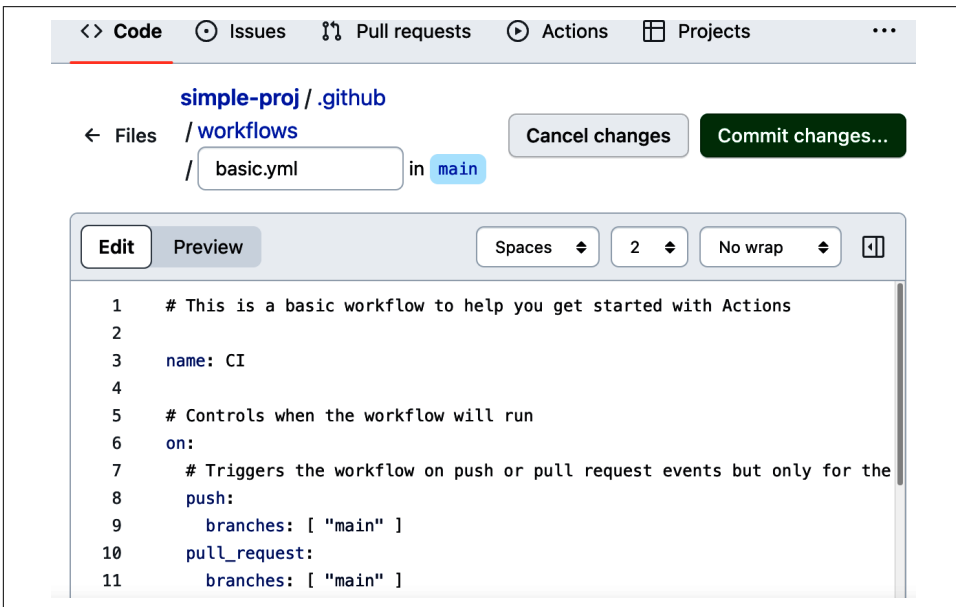 <> Code Issues Pull requests Actions Projects ...
simple-proj / .github
← Files / workflows Cancel changes Commit changes...
/ basic.yml in main
Edit Preview Spaces 2 No wrap
1 # This is a basic workflow to help you get started with Actions
2
3 name: CI
4
5 # Controls when the workflow will run
6 on:
7 # Triggers the workflow on push or pull request events but only for the
8 push:
9 branches: [ "main" ]
10 pull_request:
11 branches: [ "main" ]